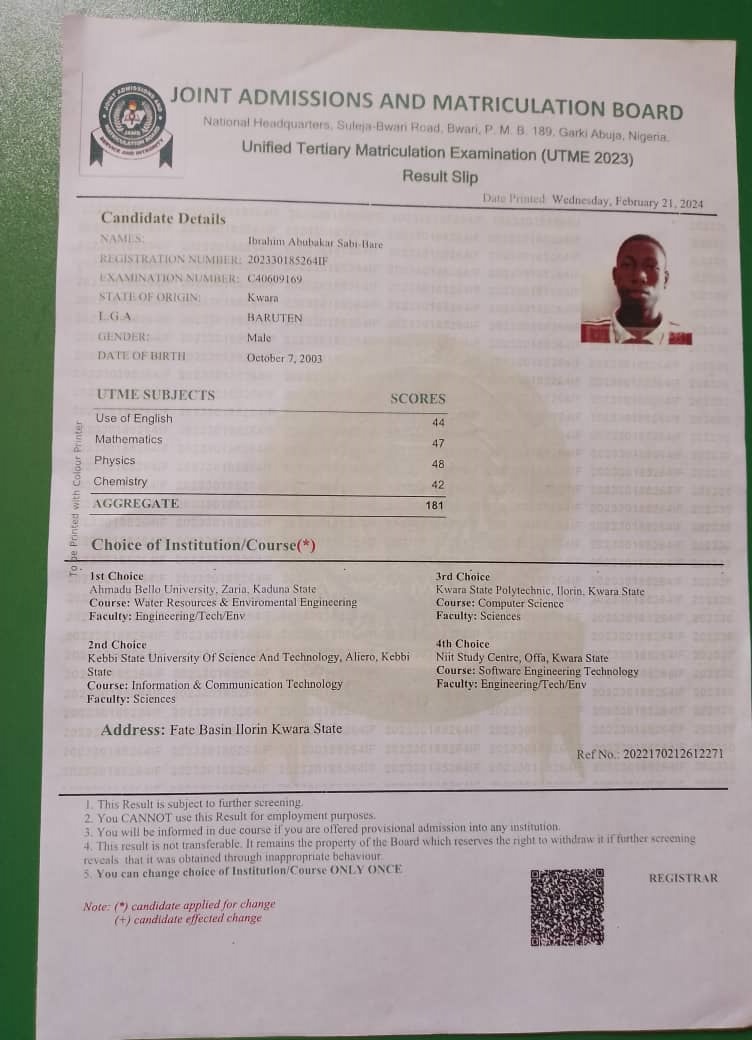 JOINT ADMISSIONS AND MATRICULATION BOARD
National Headquarters, Suleja-Bwari Road, Bwari, P. M. B. 189, Garki Abuja, Nigeria.
Unified Tertiary Matriculation Examination (UTME 2023)
Result Slip
Date Printed: Wednesday, February 21, 2024
Candidate Details
NAMES: Ibrahim Abubakar Sabi-Bare
REGISTRATION NUMBER: 202330185264IF
EXAMINATION NUMBER: C40609169
STATE OF ORIGIN: Kwara
L.G.A. BARUTEN
GENDER: Male
DATE OF BIRTH October 7, 2003
UTME SUBJECTS SCORES
Use of English 44
Mathematics 47
Physics 48
Chemistry 42
AGGREGATE 181
To be Printed with Colour Printer
Choice of Institution/Course(*)
1st Choice
Ahmadu Bello University, Zaria, Kaduna State
Course: Water Resources & Enviromental Engineering
Faculty: Engineering/Tech/Env
3rd Choice
Kwara State Polytechnic, Ilorin, Kwara State
Course: Computer Science
Faculty: Sciences
2nd Choice
Kebbi State University Of Science And Technology, Aliero, Kebbi
State
Course: Information & Communication Technology
Faculty: Sciences
4th Choice
Niit Study Centre, Offa, Kwara State
Course: Software Engineering Technology
Faculty: Engineering/Tech/Env
Address: Fate Basin Ilorin Kwara State
Ref No.: 2022170212612271
1. This Result is subject to further screening.
2. You CANNOT use this Result for employment purposes.
3. You will be informed in due course if you are offered provisional admission into any institution.
4. This result is not transferable. It remains the property of the Board which reserves the right to withdraw it if further screening
reveals that it was obtained through inappropriate behaviour.
5. You can change choice of Institution/Course ONLY ONCE
REGISTRAR
Note: (*) candidate applied for change
(+) candidate effected change